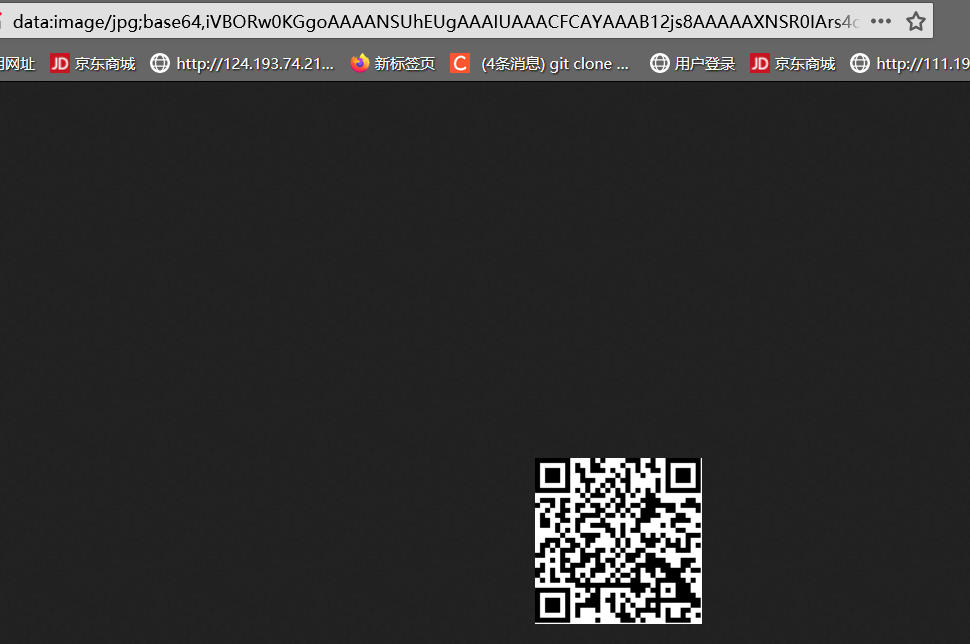 data:image/jpg;base64,iVBORw0KGgoAAAANSUhEUgAAAIUAAACFCAYAAAB12js8AAAAAXNSR0IArs4c
用网址 JD 京东商城 http://124.193.74.21... 新标签页 C (4条消息) git clone ... 用户登录 JD 京东商城 http://111.19